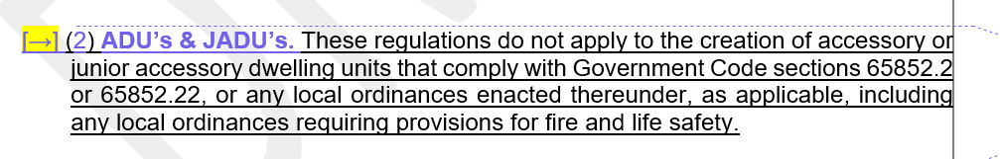 [→] (2) ADU’s & JADU’s. These regulations do not apply to the creation of accessory or
junior accessory dwelling units that comply with Government Code sections 65852.2
or 65852.22, or any local ordinances enacted thereunder, as applicable, including
any local ordinances requiring provisions for fire and life safety.